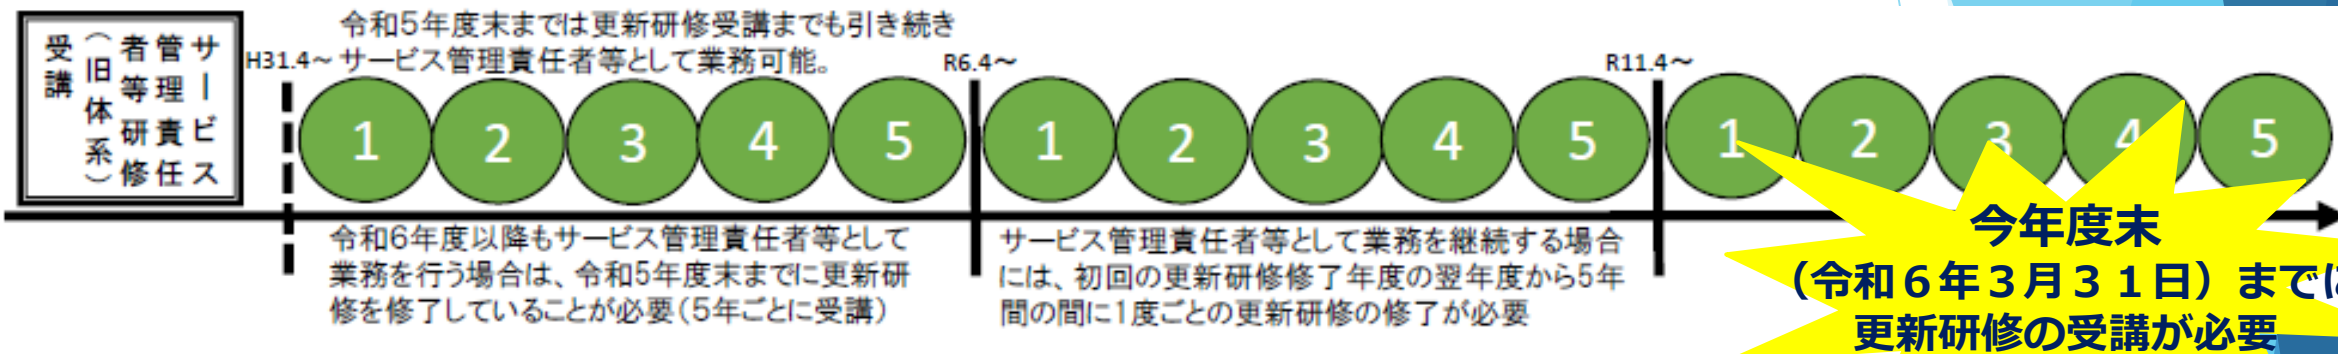 サービス
管理責任
者等研修
（旧体系）
受講
令和5年度末までは更新研修受講までも引き続き
サービス管理責任者等として業務可能。
H31.4～
R6.4～
R11.4～
1 2 3 4 5
1 2 3 4 5
1 2 3 4 5
令和6年度以降もサービス管理責任者等として
業務を行う場合は、令和5年度末までに更新研
修を修了していることが必要（5年ごとに受講）
サービス管理責任者等として業務を継続する場合
には、初回の更新研修修了年度の翌年度から5年
間の間に1度ごとの更新研修の修了が必要
今年度末
（令和６年３月３１日）までに
更新研修の受講が必要